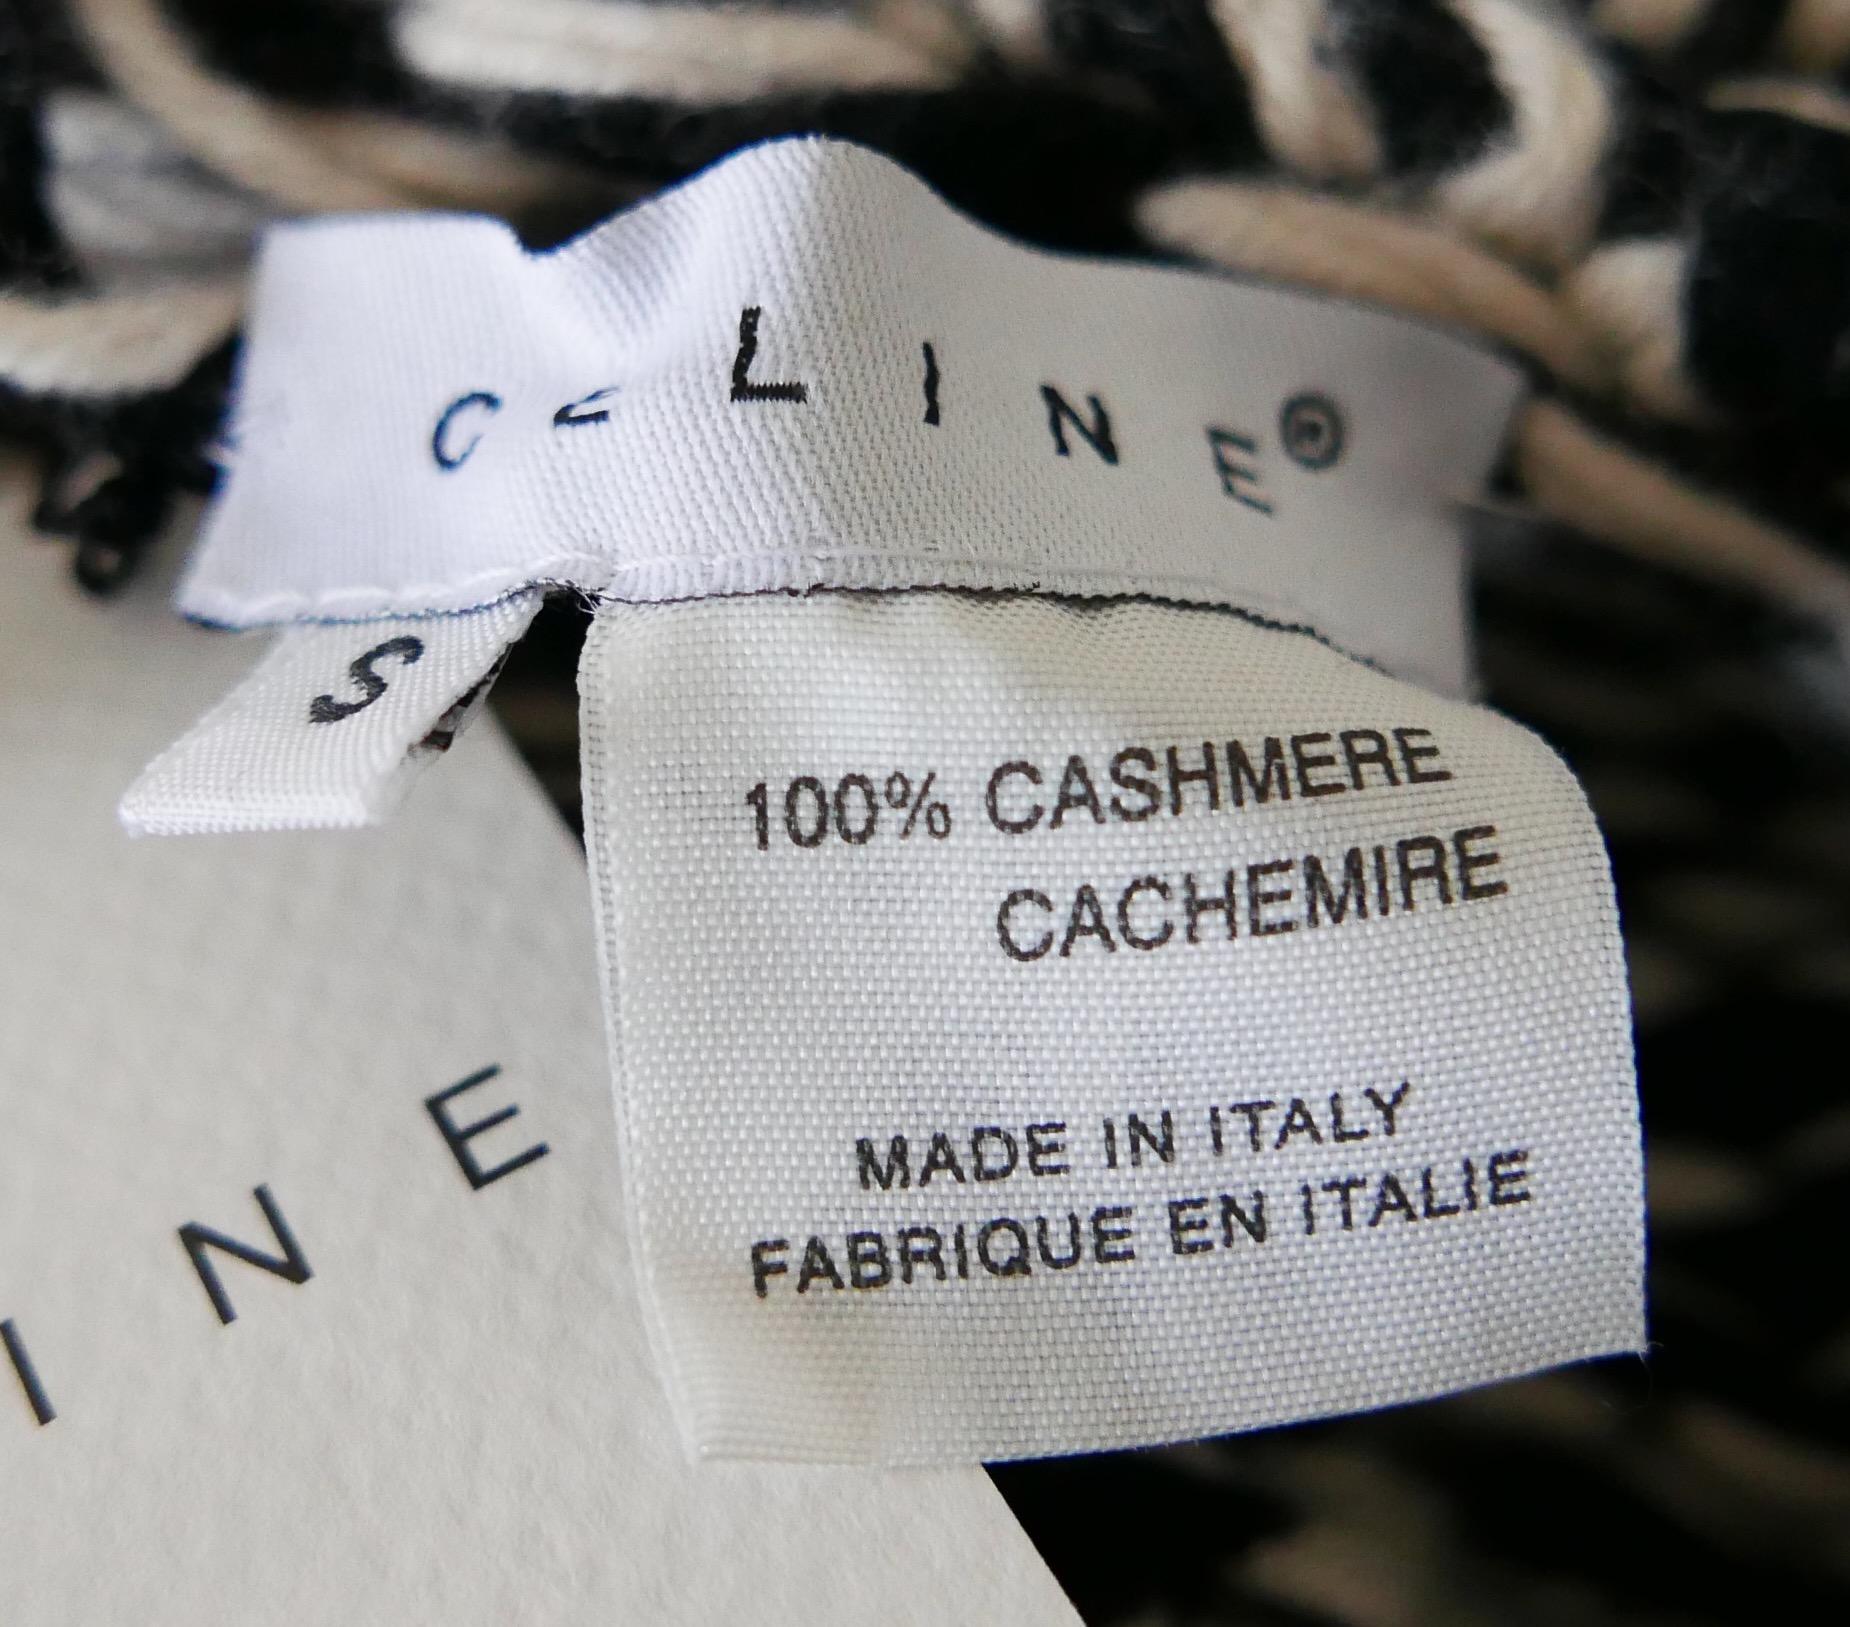 CELINE®
S
100% CASHMERE
CACHEMIRE
MADE IN ITALY
FABRIQUE EN ITALIE
INE